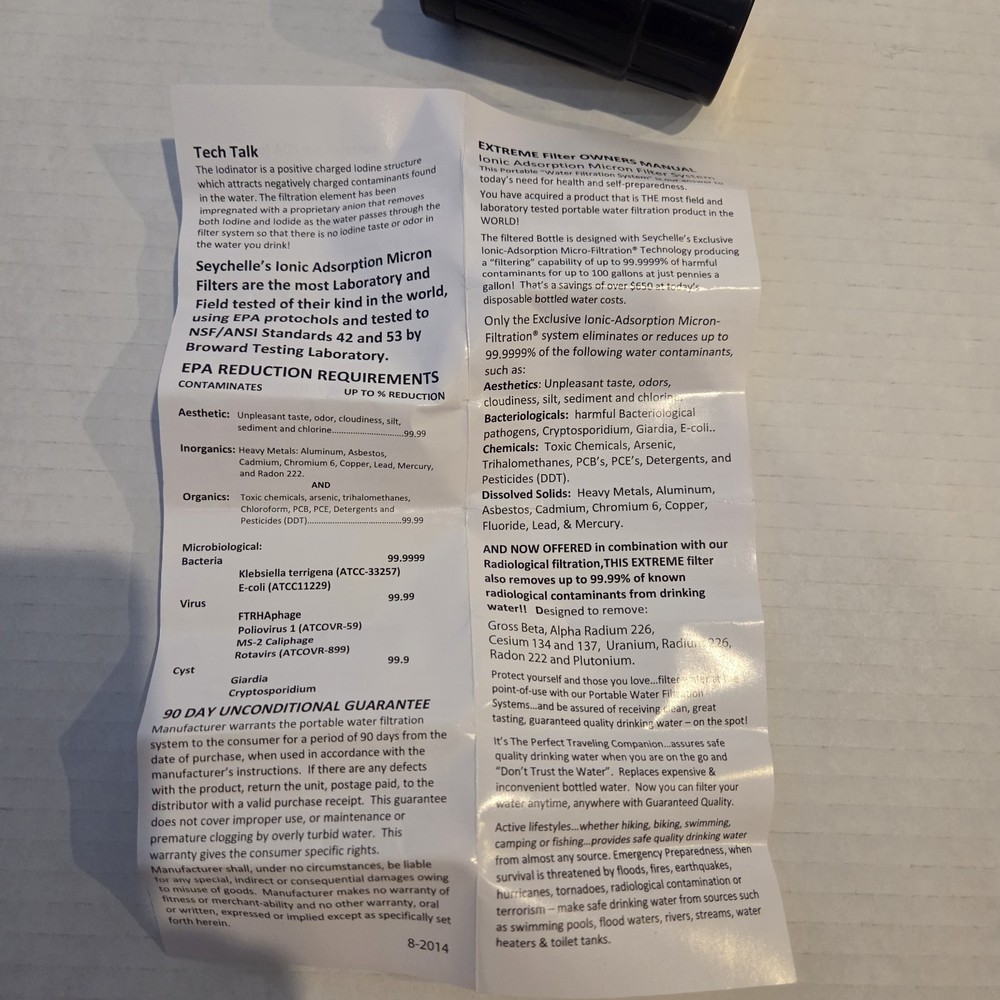 Tech Talk
The Iodinator is a positive charged Iodine structure
which attracts negatively charged contaminants found
in the water. The filtration element has been
impregnated with a proprietary anion that removes
both Iodine and Iodide as the water passes through the
filter system so that there is no iodine taste or odor in
the water you drink!
Seychelle's Ionic Adsorption Micron
Filters are the most Laboratory and
Field tested of their kind in the world,
using EPA protochols and tested to
NSF/ANSI Standards 42 and 53 by
Broward Testing Laboratory.
EPA REDUCTION REQUIREMENTS
CONTAMINATES UP TO % REDUCTION
Aesthetic: Unpleasant taste, odor, cloudiness, silt,
sediment and chlorine...............................99.99
Inorganics: Heavy Metals: Aluminum, Asbestos,
Cadmium, Chromium 6, Copper, Lead, Mercury,
and Radon 222.
AND
Organics: Toxic chemicals, arsenic, trihalomethanes,
Chloroform, PCB, PCE, Detergents and
Pesticides (DDT)........................................99.99
Microbiological:
Bacteria 99.9999
Klebsiella terrigena (ATCC-33257)
E-coli (ATCC11229)
Virus 99.99
FTRHAphage
Poliovirus 1 (ATCOVR-59)
MS-2 Caliphage
Rotavirs (ATCOVR-899)
Cyst 99.9
Giardia
Cryptosporidium
90 DAY UNCONDITIONAL GUARANTEE
Manufacturer warrants the portable water filtration
system to the consumer for a period of 90 days from the
date of purchase, when used in accordance with the
manufacturer's instructions. If there are any defects
with the product, return the unit, postage paid, to the
distributor with a valid purchase receipt. This guarantee
does not cover improper use, or maintenance or
premature clogging by overly turbid water. This
warranty gives the consumer specific rights.
Manufacturer shall, under no circumstances, be liable
for any special, indirect or consequential damages owing
to misuse of goods. Manufacturer makes no warranty of
fitness or merchant-ability and no other warranty, oral
or written, expressed or implied except as specifically set
forth herein.
8-2014
EXTREME Filter OWNERS MANUAL
Ionic Adsorption Micron Filter System
This Portable "Water Filtration System" is our answer to
today's need for health and self-preparedness.
You have acquired a product that is THE most field and
laboratory tested portable water filtration product in the
WORLD!
The filtered Bottle is designed with Seychelle's Exclusive
Ionic-Adsorption Micro-Filtration® Technology producing
a "filtering" capability of up to 99.9999% of harmful
contaminants for up to 100 gallons at just pennies a
gallon! That's a savings of over $650 at today's
disposable bottled water costs.
Only the Exclusive Ionic-Adsorption Micron-
Filtration® system eliminates or reduces up to
99.9999% of the following water contaminants,
such as:
Aesthetics: Unpleasant taste, odors,
cloudiness, silt, sediment and chlorine.
Bacteriologicals: harmful Bacteriological
pathogens, Cryptosporidium, Giardia, E-coli..
Chemicals: Toxic Chemicals, Arsenic,
Trihalomethanes, PCB's, PCE's, Detergents, and
Pesticides (DDT).
Dissolved Solids: Heavy Metals, Aluminum,
Asbestos, Cadmium, Chromium 6, Copper,
Fluoride, Lead, & Mercury.
AND NOW OFFERED in combination with our
Radiological filtration,THIS EXTREME filter
also removes up to 99.99% of known
radiological contaminants from drinking
water!! Designed to remove:
Gross Beta, Alpha Radium 226,
Cesium 134 and 137, Uranium, Radium 226,
Radon 222 and Plutonium.
Protect yourself and those you love...filter water at the
point-of-use with our Portable Water Filtration
Systems...and be assured of receiving clean, great
tasting, guaranteed quality drinking water – on the spot!
It's The Perfect Traveling Companion...assures safe
quality drinking water when you are on the go and
"Don't Trust the Water". Replaces expensive &
inconvenient bottled water. Now you can filter your
water anytime, anywhere with Guaranteed Quality.
Active lifestyles...whether hiking, biking, swimming,
camping or fishing...provides safe quality drinking water
from almost any source. Emergency Preparedness, when
survival is threatened by floods, fires, earthquakes,
hurricanes, tornadoes, radiological contamination or
terrorism – make safe drinking water from sources such
as swimming pools, flood waters, rivers, streams, water
heaters & toilet tanks.